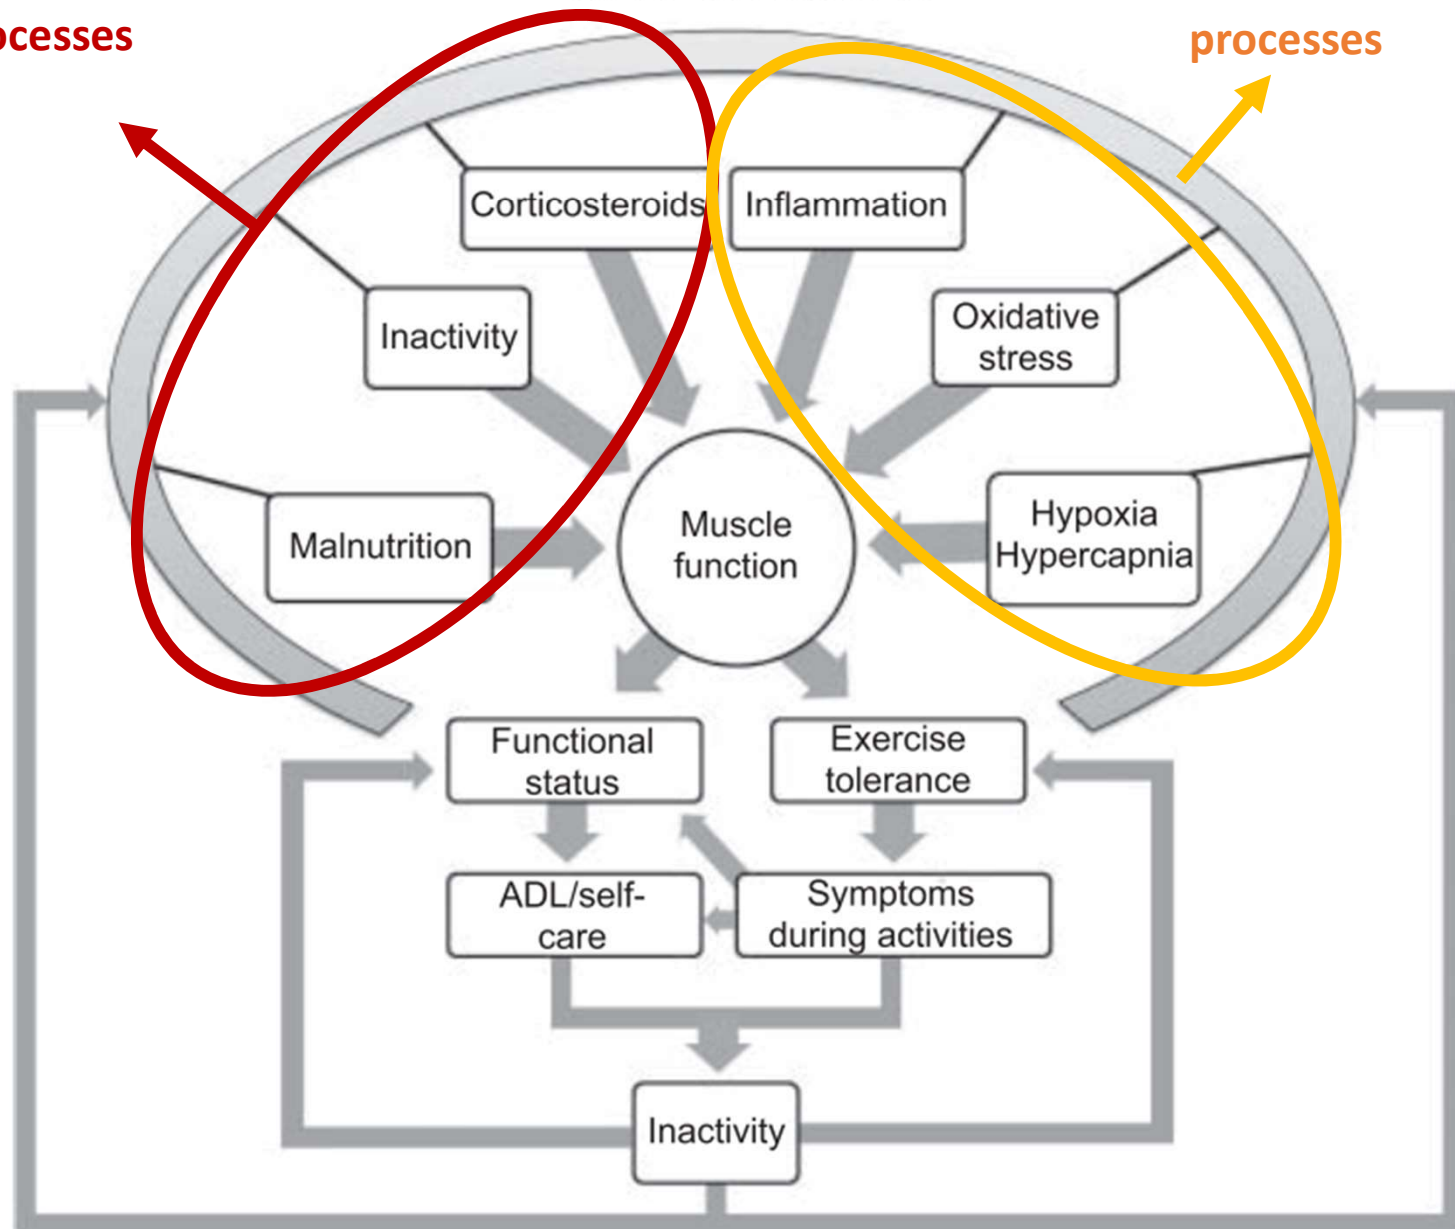 ocesses
processes
Corticosteroids
Inflammation
Inactivity
Oxidative
stress
Malnutrition
Muscle
function
Hypoxia
Hypercapnia
Functional
status
Exercise
tolerance
ADL/self-
care
Symptoms
during activities
Inactivity